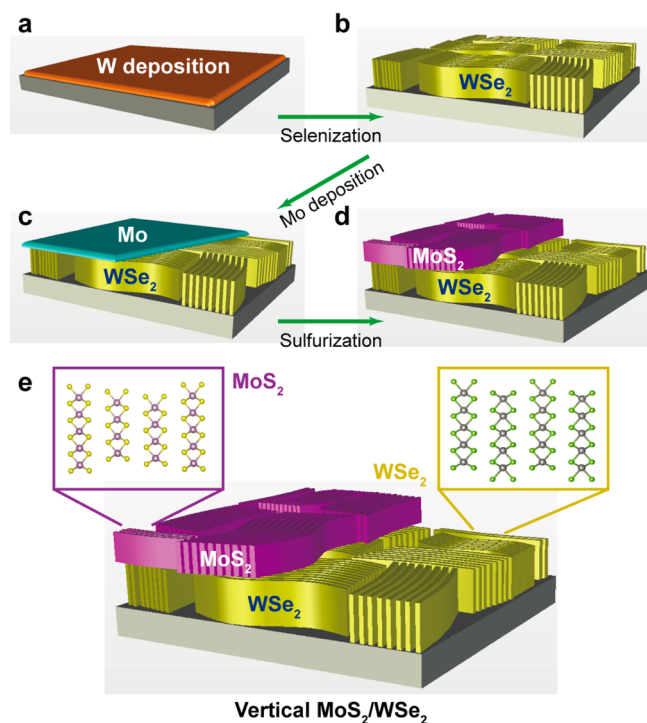 a
W deposition
Selenization
b
WSe₂
Mo deposition
c
Mo
WSe₂
Sulfurization
d
MoS₂
WSe₂
e
MoS₂
WSe₂
MoS₂
WSe₂
Vertical MoS₂/WSe₂